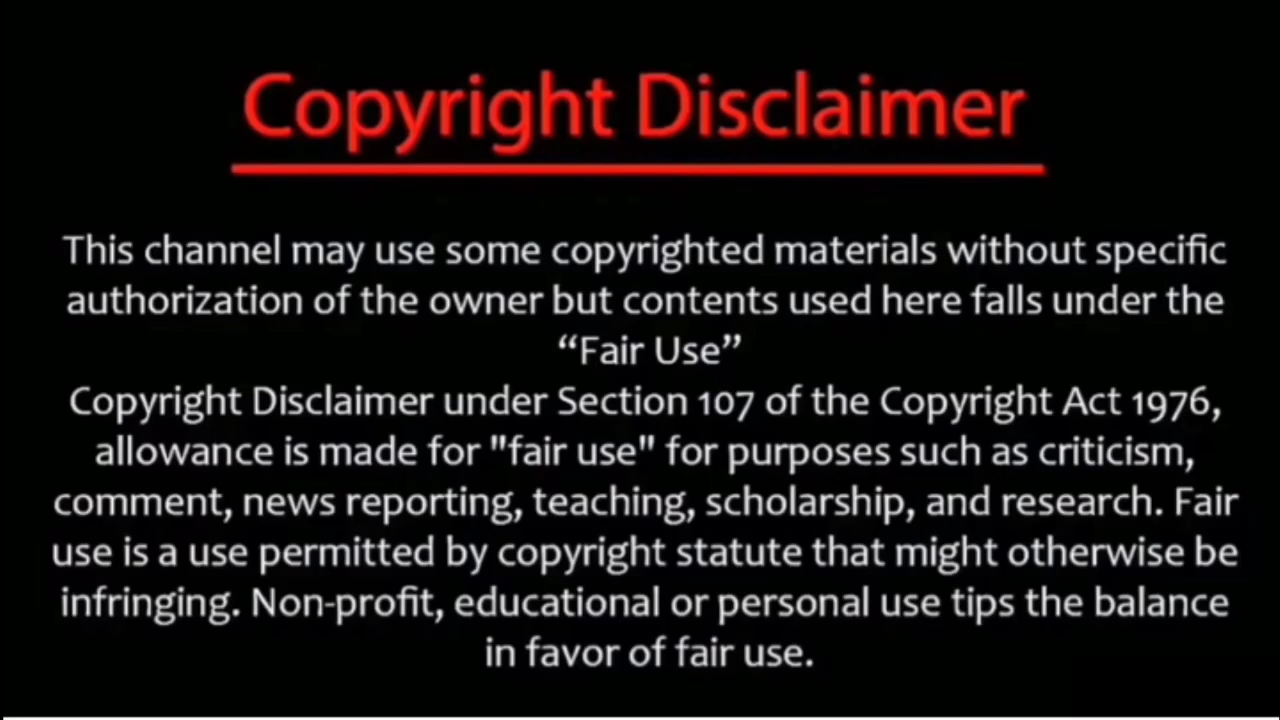 Copyright Disclaimer
This channel may use some copyrighted materials without specific
authorization of the owner but contents used here falls under the
“Fair Use”
Copyright Disclaimer under Section 107 of the Copyright Act 1976,
allowance is made for "fair use" for purposes such as criticism,
comment, news reporting, teaching, scholarship, and research. Fair
use is a use permitted by copyright statute that might otherwise be
infringing. Non-profit, educational or personal use tips the balance
in favor of fair use.